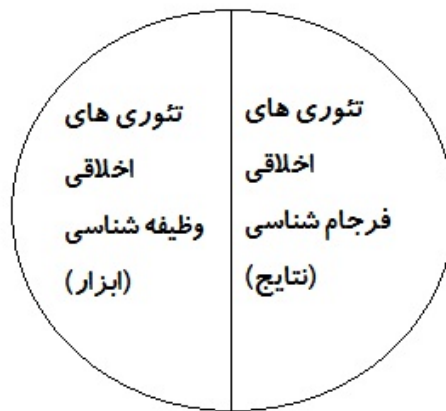 تئوری های
اخلاقی
فرجام شناسی
(نتایج)
تئوری های
اخلاقی
وظیفه شناسی
(ابزار)